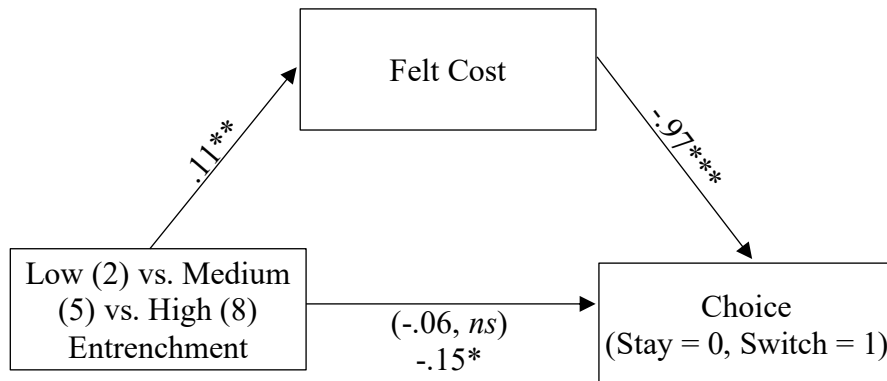 Felt Cost
.11**
-.97***
Low (2) vs. Medium
(5) vs. High (8)
Entrenchment
(-.06, ns)
-.15*
Choice
(Stay = 0, Switch = 1)